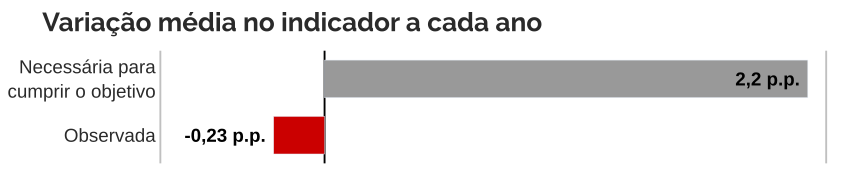 Variação média no indicador a cada ano
Necessária para
cumprir o objetivo
2,2 p.p.
Observada
-0,23 p.p.